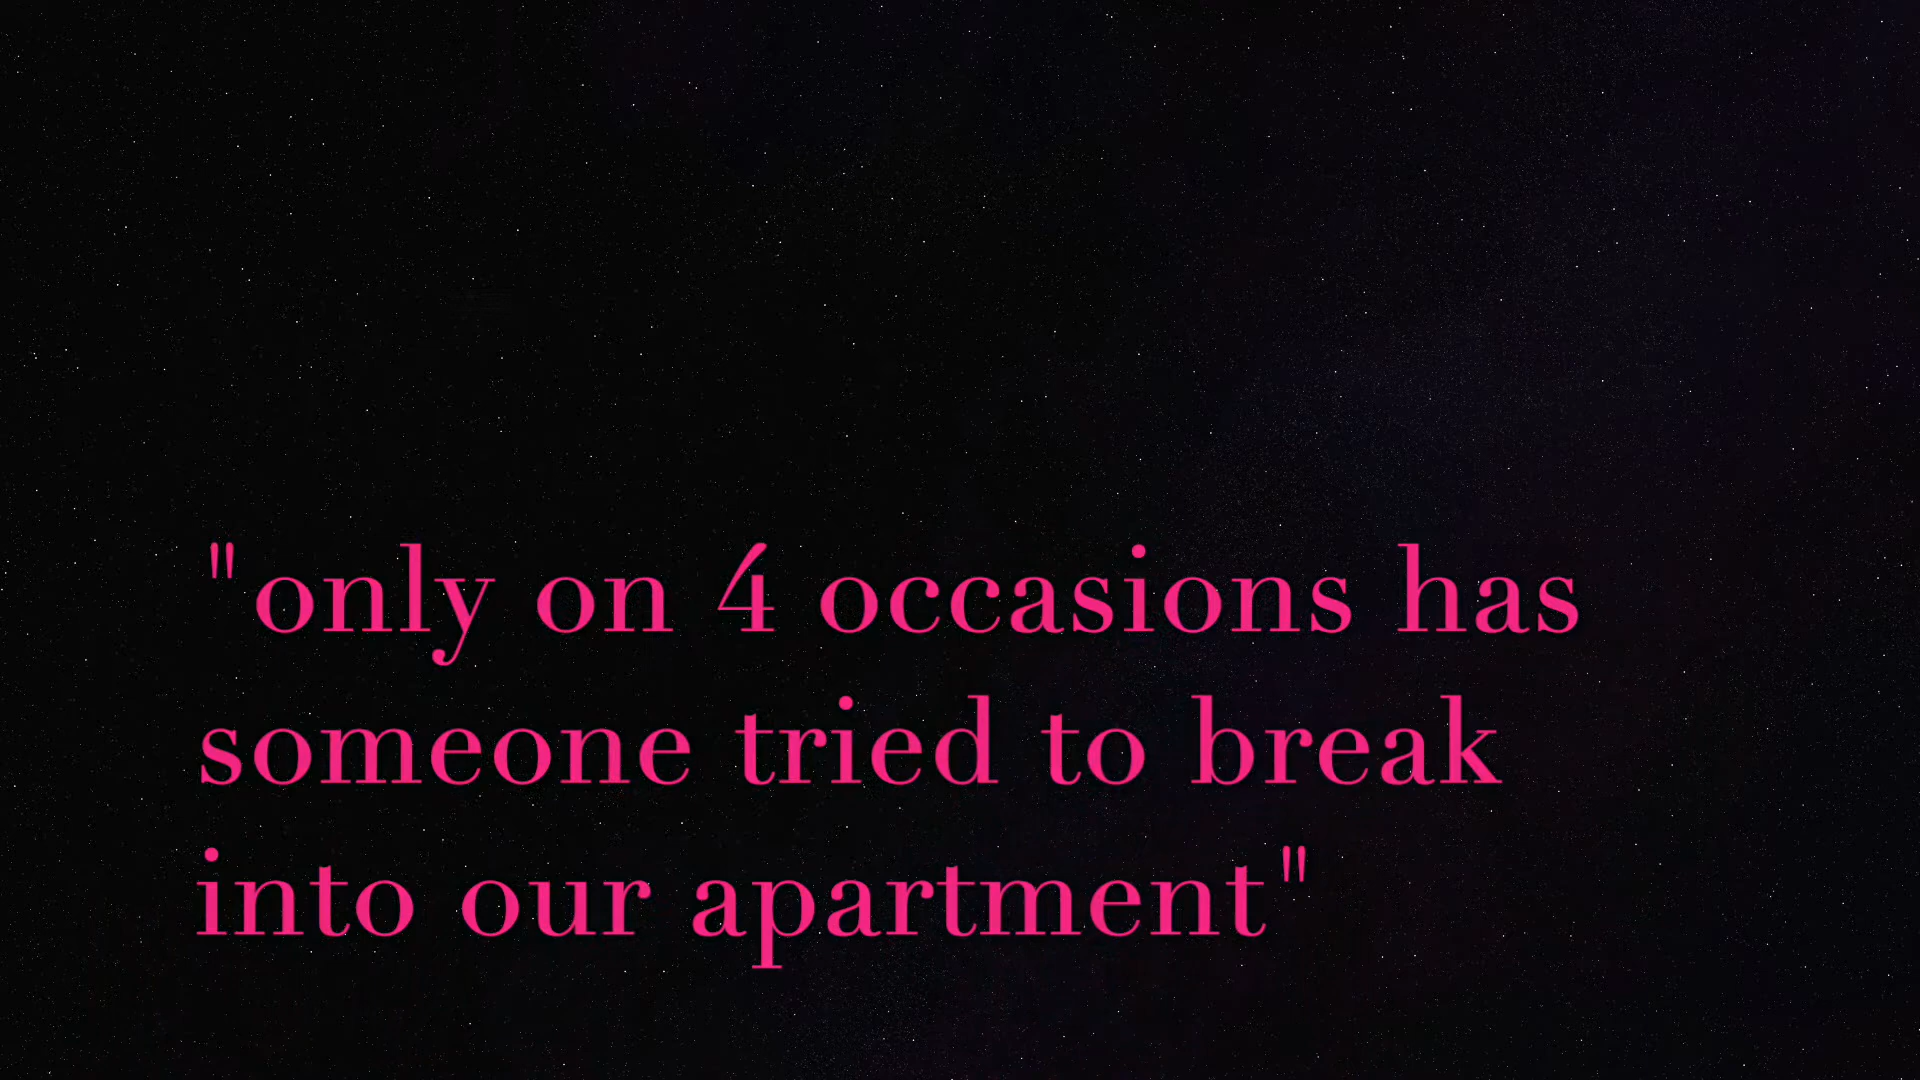 "only on 4 occasions has
someone tried to break
into our apartment"